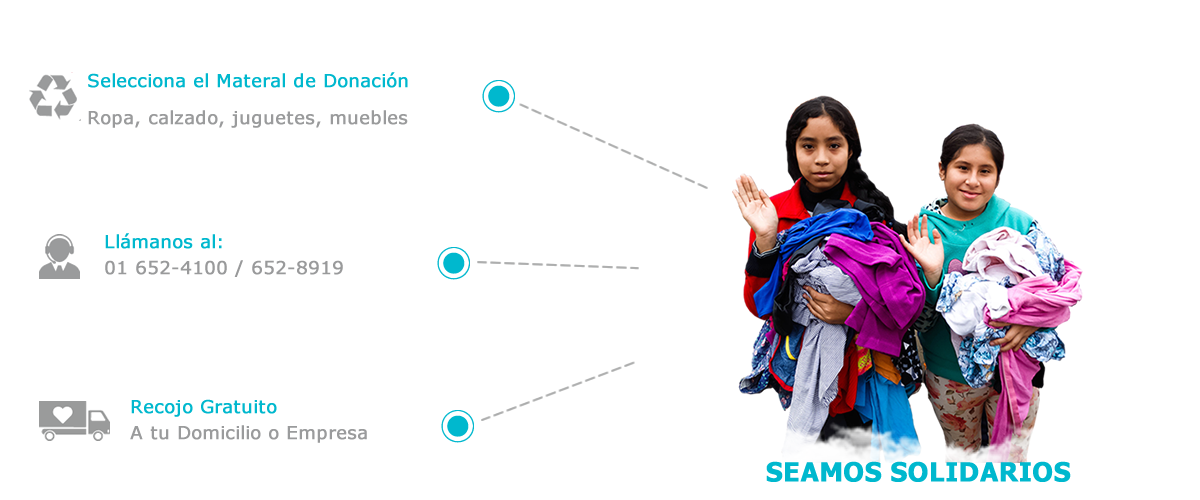 Selecciona el Materal de Donación
Ropa, calzado, juguetes, muebles
Llámanos al:
01 652-4100 / 652-8919
Recojo Gratuito
A tu Domicilio o Empresa
SEAMOS SOLIDARIOS